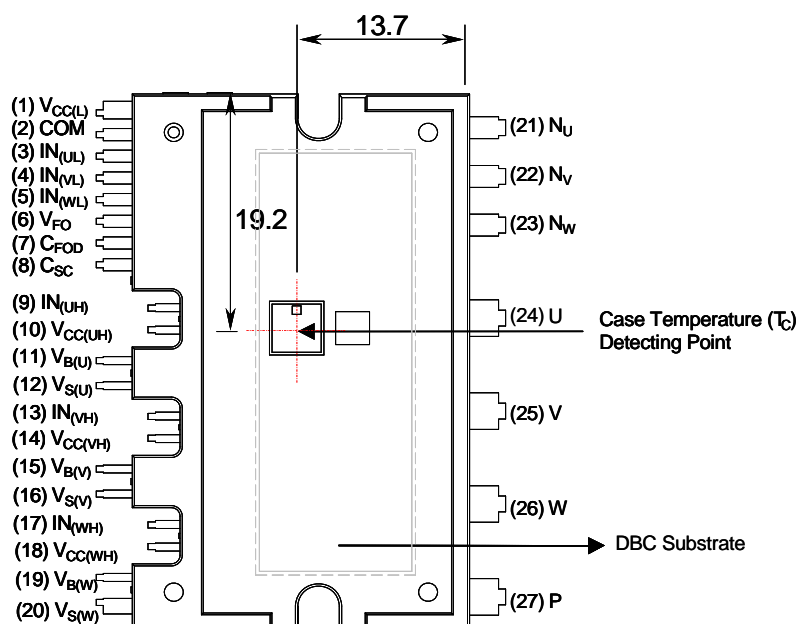 13.7
(1) VCC(L)
(2) COM
(3) IN(UL)
(4) IN(VL)
(5) IN(WL)
(6) VFO
(7) CFOD
(8) CSC
(9) IN(UH)
(10) VCC(UH)
(11) VB(U)
(12) VS(U)
(13) IN(VH)
(14) VCC(VH)
(15) VB(V)
(16) VS(V)
(17) IN(WH)
(18) VCC(WH)
(19) VB(W)
(20) VS(W)
19.2
(21) NU
(22) NV
(23) NW
(24) U
(25) V
(26) W
(27) P
Case Temperature (TC)
Detecting Point
DBC Substrate